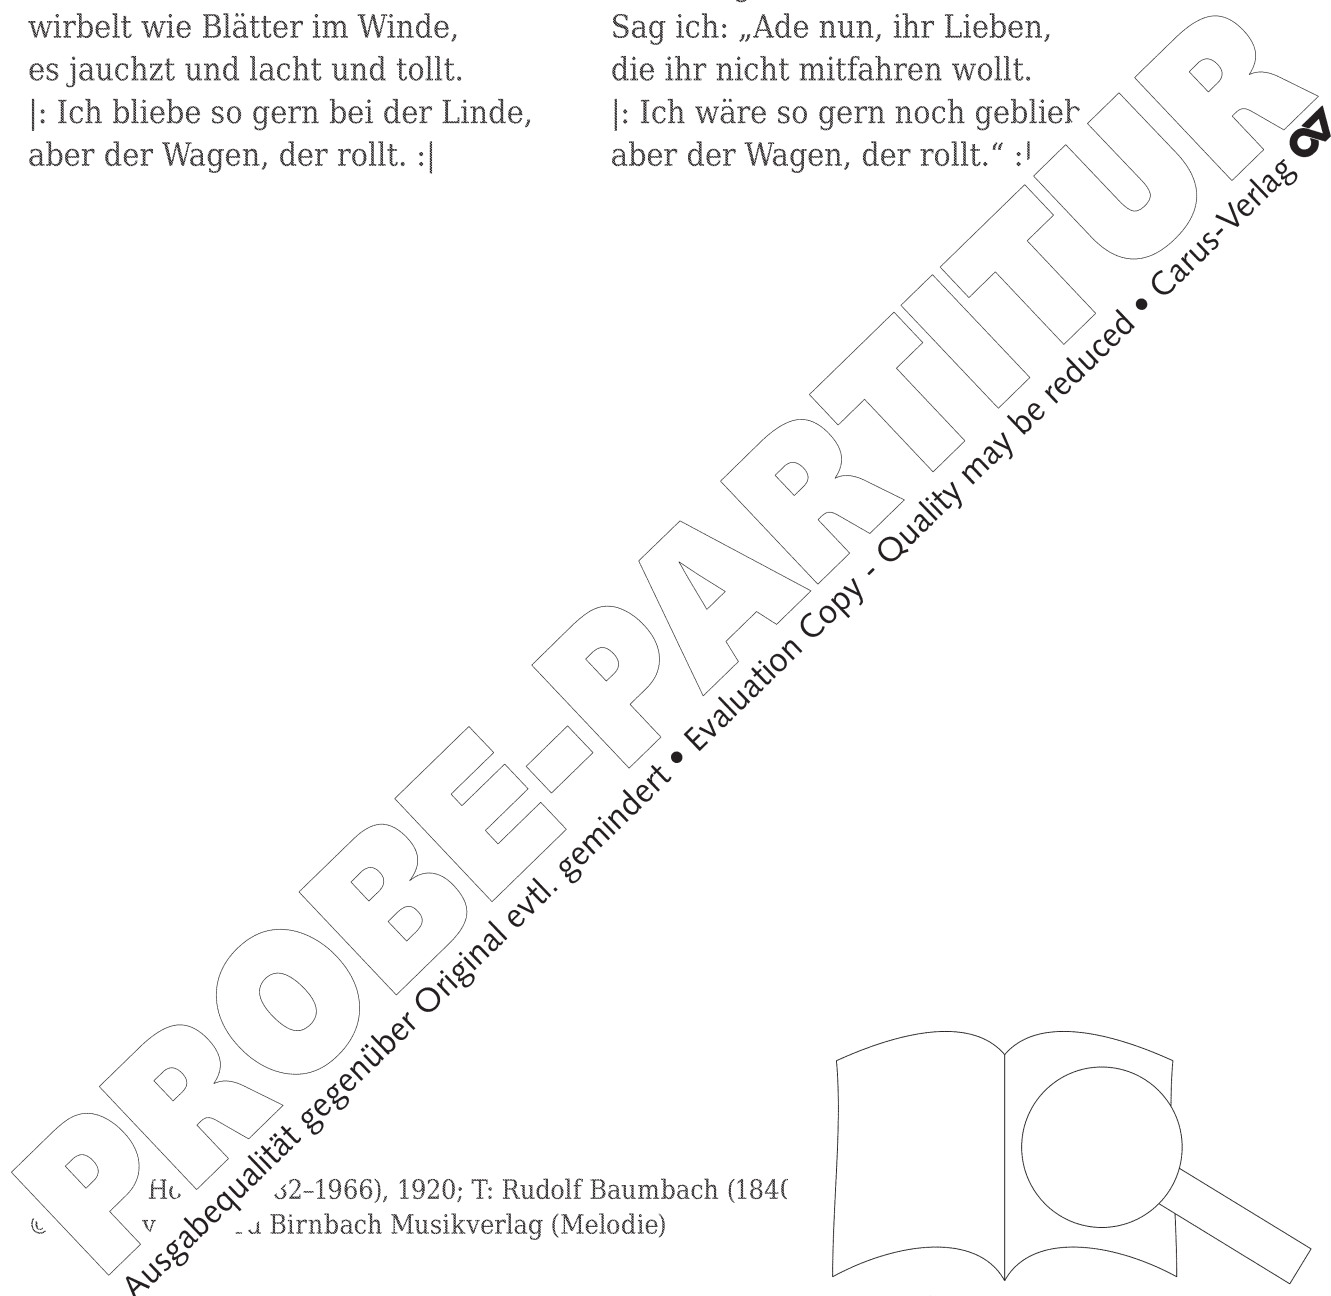 wirbelt wie Blätter im Winde,
es jauchzt und lacht und tollt.
|: Ich bliebe so gern bei der Linde,
aber der Wagen, der rollt. :|
Sag ich: „Ade nun, ihr Lieben,
die ihr nicht mitfahren wollt.
|: Ich wäre so gern noch
aber der Wagen, der rollt.“ :|
PROBE-PARTITUR
Ausgabequalität gegenüber Original evtl. gemindert • Evaluation Copy - Quality may be reduced • Carus-Verlag
–1966), 1920; T: Rudolf Baumbach (184
© Birnbach Musikverlag (Melodie)